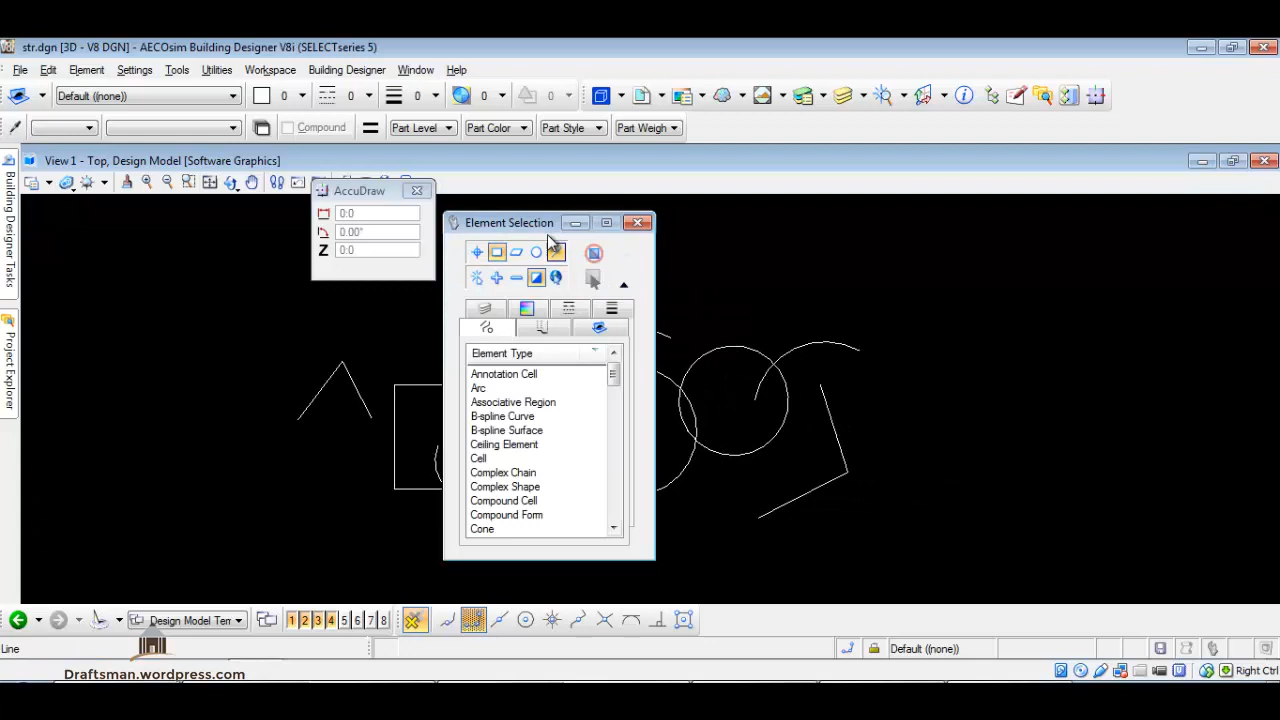 str.dgn [3D - V8 DGN] - AECOsim Building Designer V8i (SELECTseries 5)
File Edit Element Settings Tools Utilities Workspace Building Designer Window Help
Default ((none)) 0 0 0 0 0
Compound Part Level Part Color Part Style Part Weigh
View 1 - Top, Design Model [Software Graphics]
Building Designer Tasks
Project Explorer
AccuDraw
0:0
0.00°
Z 0:0
Element Selection
Element Type
Annotation Cell
Arc
Associative Region
B-spline Curve
B-spline Surface
Ceiling Element
Cell
Complex Chain
Complex Shape
Compound Cell
Compound Form
Cone
Design Model Ten 1 2 3 4 5 6 7 8
Line Default ((none))
Draftsman.wordpress.com
Right Ctrl